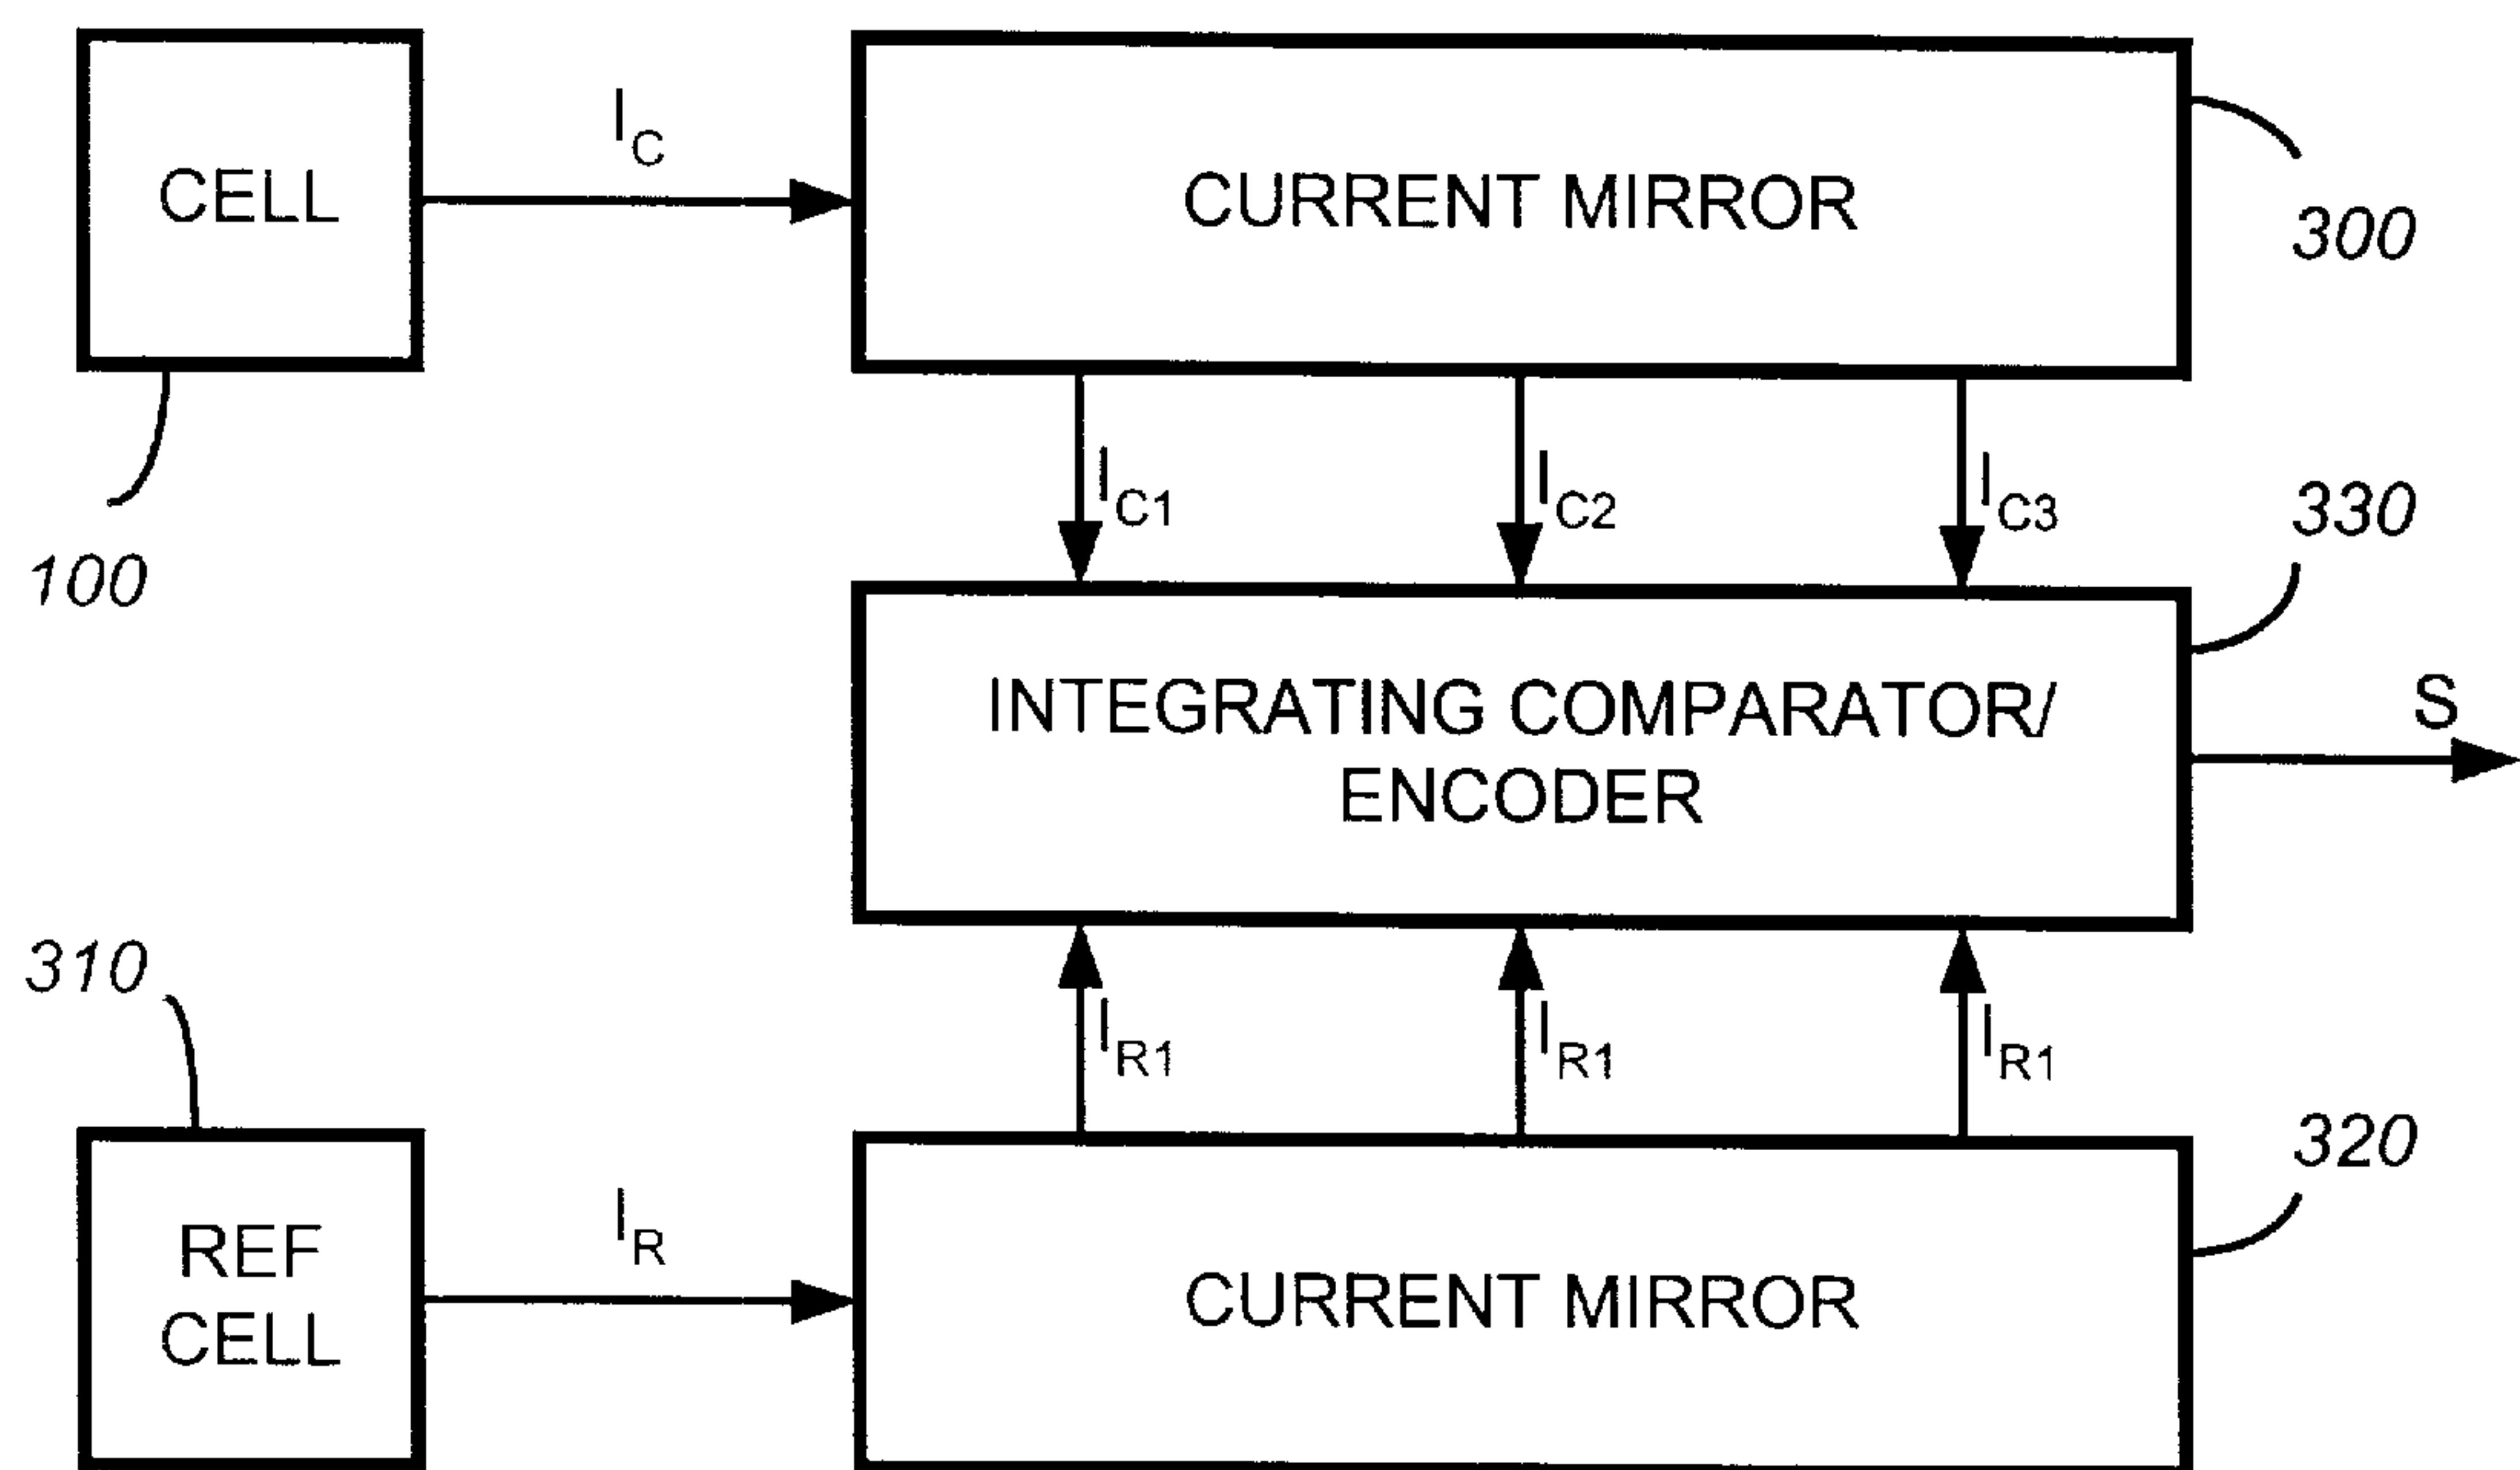 CELL
I_C
CURRENT MIRROR
300
100
I_C1
I_C2
I_C3
330
INTEGRATING COMPARATOR/
ENCODER
S
310
I_R1
I_R1
I_R1
320
REF
CELL
I_R
CURRENT MIRROR